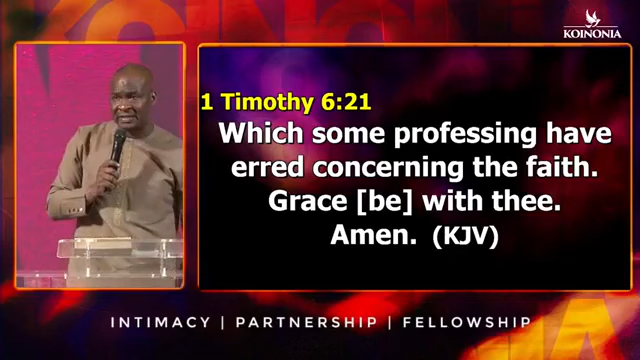 KOINONIA
1 Timothy 6:21
Which some professing have
erred concerning the faith.
Grace [be] with thee.
Amen. (KJV)
INTIMACY | PARTNERSHIP | FELLOWSHIP